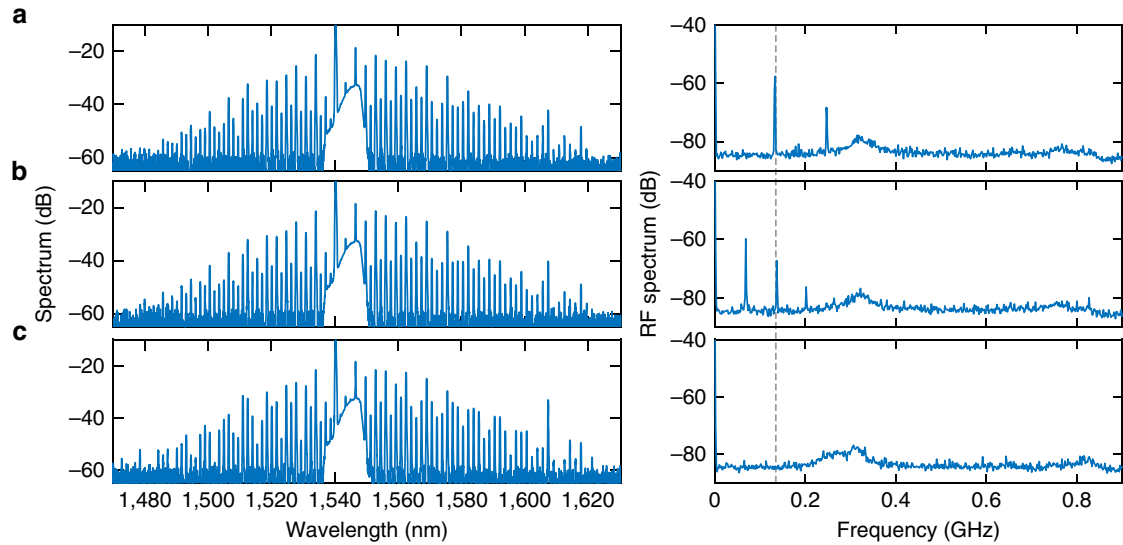 a
−20
−40
−60
−40
−60
−80
b
−20
−40
−60
−40
−60
−80
c
−20
−40
−60
−40
−60
−80
Spectrum (dB)
RF spectrum (dB)
1,480 1,500 1,520 1,540 1,560 1,580 1,600 1,620
0 0.2 0.4 0.6 0.8
Wavelength (nm)
Frequency (GHz)